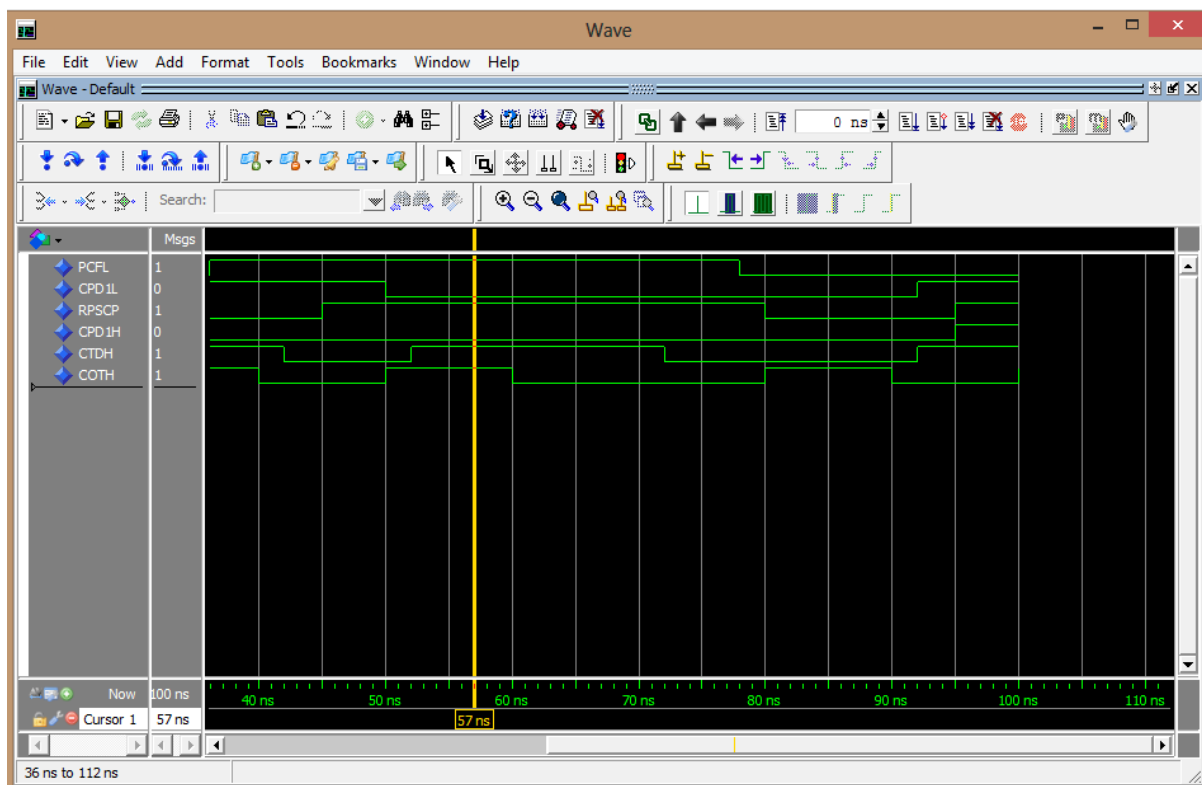 Wave
File Edit View Add Format Tools Bookmarks Window Help
Wave - Default
0 ns
Search:
Msgs
PCFL 1
CPD1L 0
RPSCP 1
CPD1H 0
CTDH 1
COTH 1
Now 100 ns
40 ns 50 ns 60 ns 70 ns 80 ns 90 ns 100 ns 110 ns
Cursor 1 57 ns
57 ns
36 ns to 112 ns